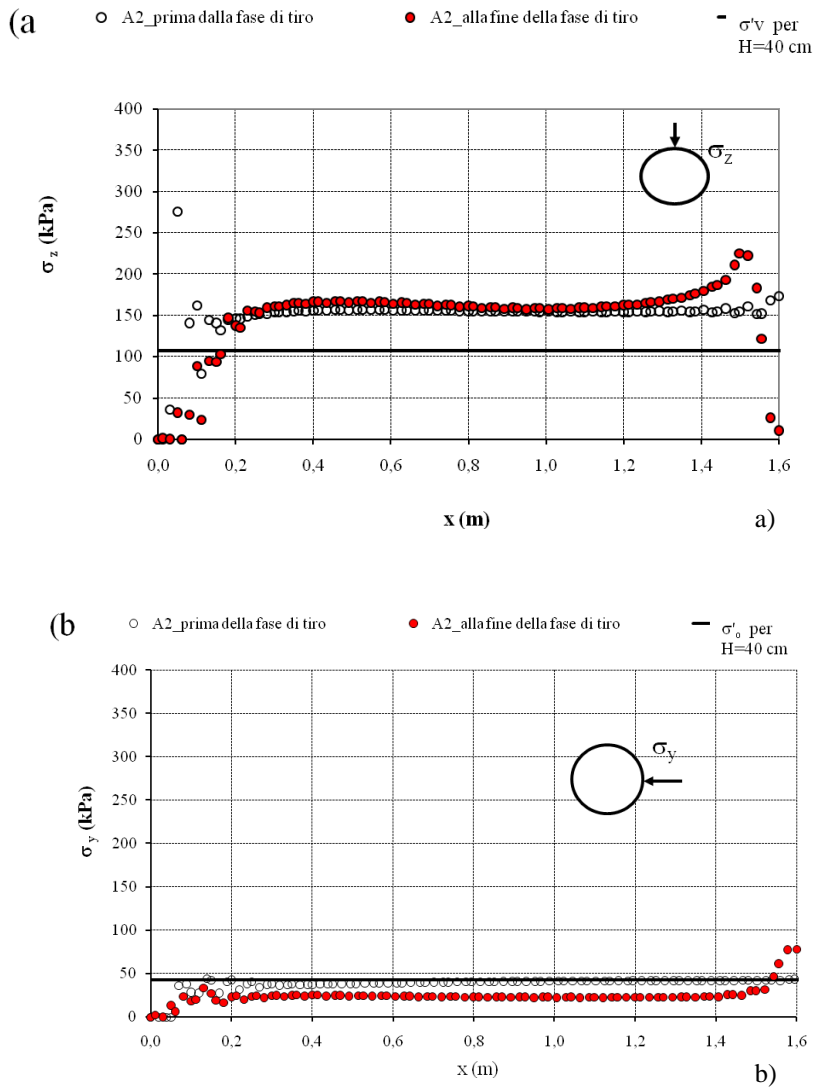 (a
A2_prima dalla fase di tiro
A2_alla fine della fase di tiro
σ'v per
H=40 cm
400
350
300
250
200
150
100
50
0
σz (kPa)
σz
0,0 0,2 0,4 0,6 0,8 1,0 1,2 1,4 1,6
x (m)
a)
(b
A2_prima della fase di tiro
A2_alla fine della fase di tiro
σ'o per
H=40 cm
400
350
300
250
200
150
100
50
0
σy (kPa)
σy
0,0 0,2 0,4 0,6 0,8 1,0 1,2 1,4 1,6
x (m)
b)